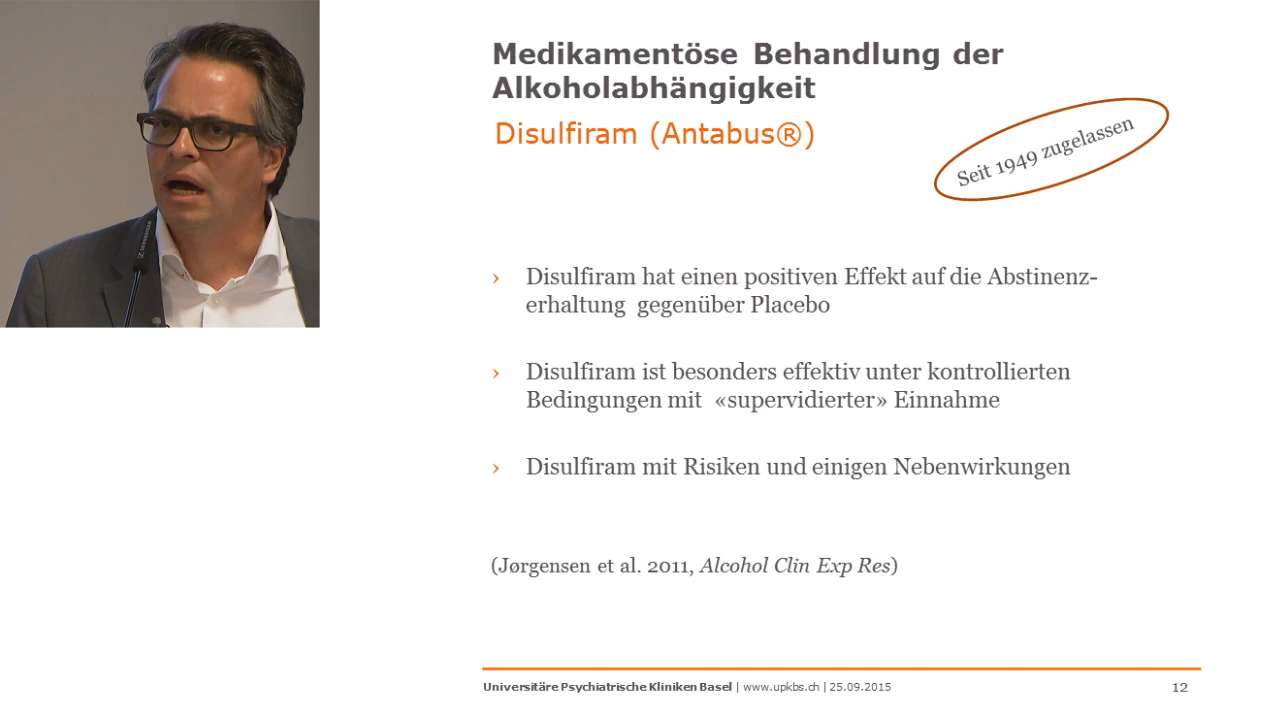 Medikamentöse Behandlung der
Alkoholabhängigkeit
Disulfiram (Antabus®)
Seit 1949 zugelassen
› Disulfiram hat einen positiven Effekt auf die Abstinenz-
erhaltung gegenüber Placebo
› Disulfiram ist besonders effektiv unter kontrollierten
Bedingungen mit «supervidierter» Einnahme
› Disulfiram mit Risiken und einigen Nebenwirkungen
(Jørgensen et al. 2011, Alcohol Clin Exp Res)
Universitäre Psychiatrische Kliniken Basel | www.upkbs.ch | 25.09.2015
12